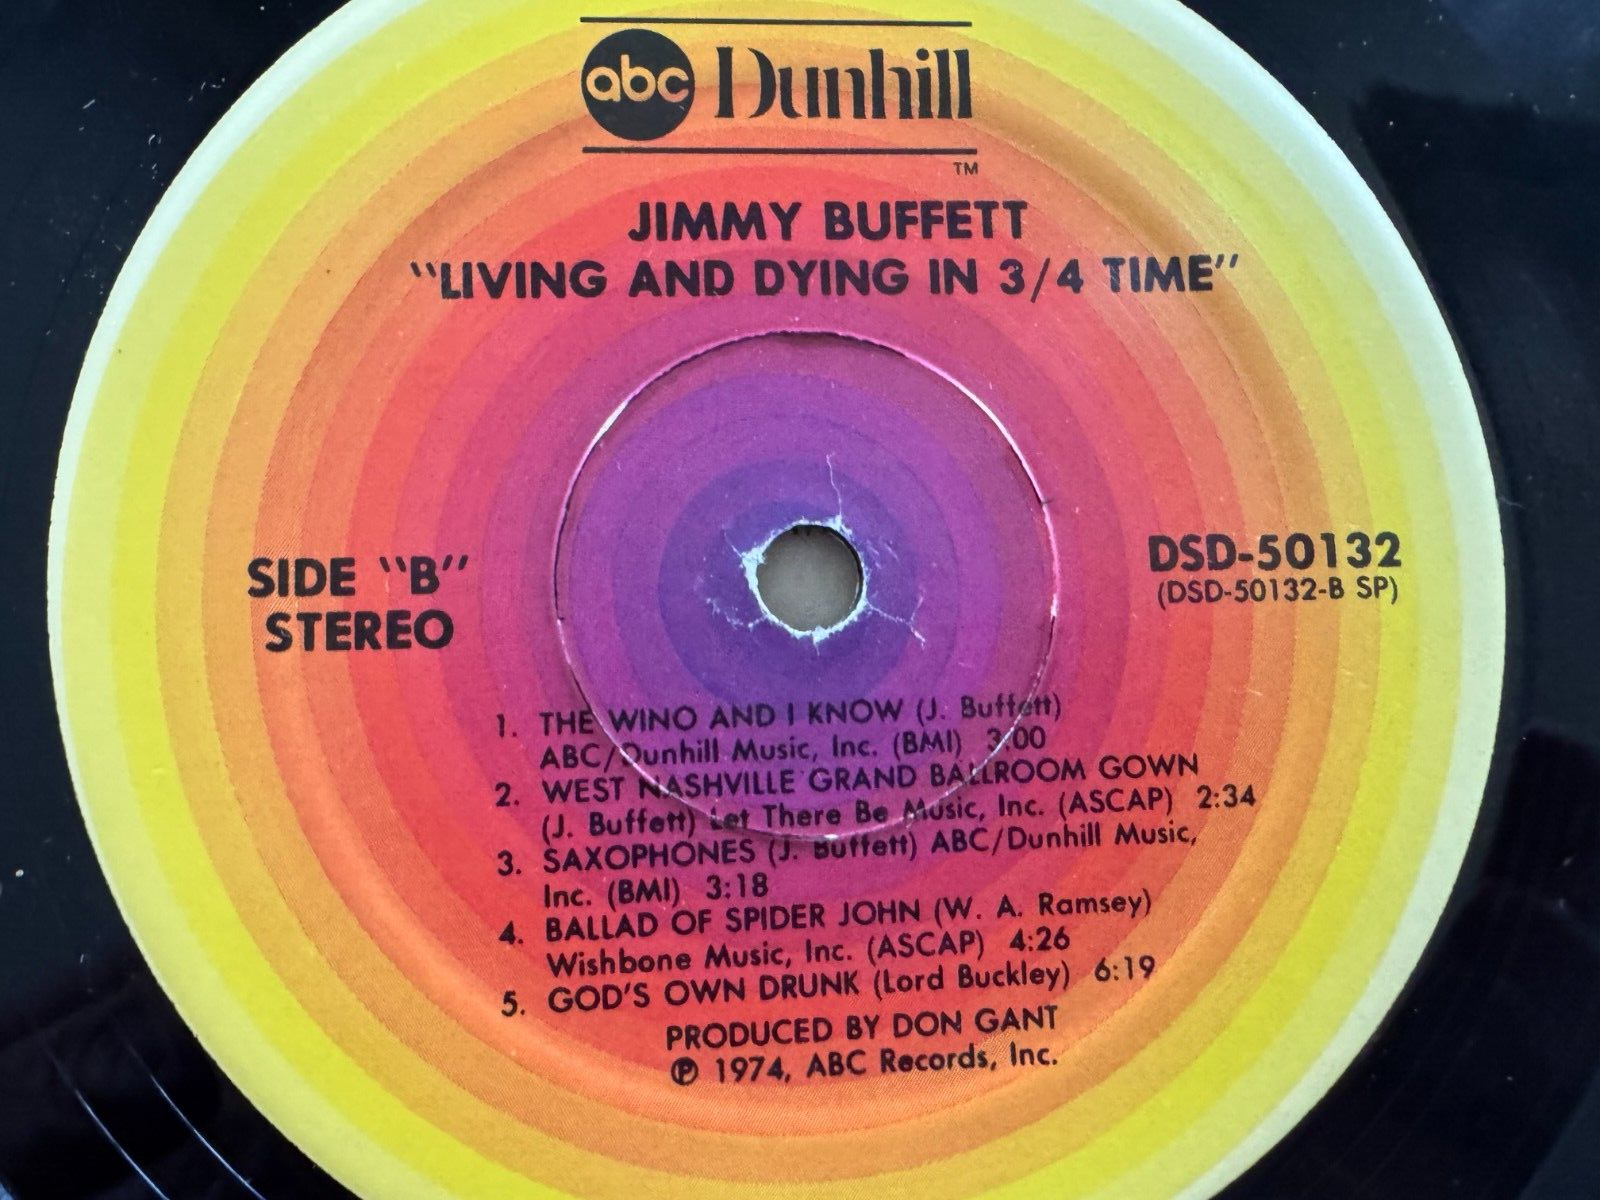 abc Dunhill
TM
JIMMY BUFFETT
"LIVING AND DYING IN 3/4 TIME"
SIDE "B"
STEREO
DSD-50132
(DSD-50132-B SP)
1. THE WINO AND I KNOW (J. Buffett)
ABC/Dunhill Music, Inc. (BMI) 3:00
2. WEST NASHVILLE GRAND BALLROOM GOWN
(J. Buffett) Let There Be Music, Inc. (ASCAP) 2:34
3. SAXOPHONES (J. Buffett) ABC/Dunhill Music,
Inc. (BMI) 3:18
4. BALLAD OF SPIDER JOHN (W. A. Ramsey)
Wishbone Music, Inc. (ASCAP) 4:26
5. GOD'S OWN DRUNK (Lord Buckley) 6:19
PRODUCED BY DON GANT
℗ 1974, ABC Records, Inc.